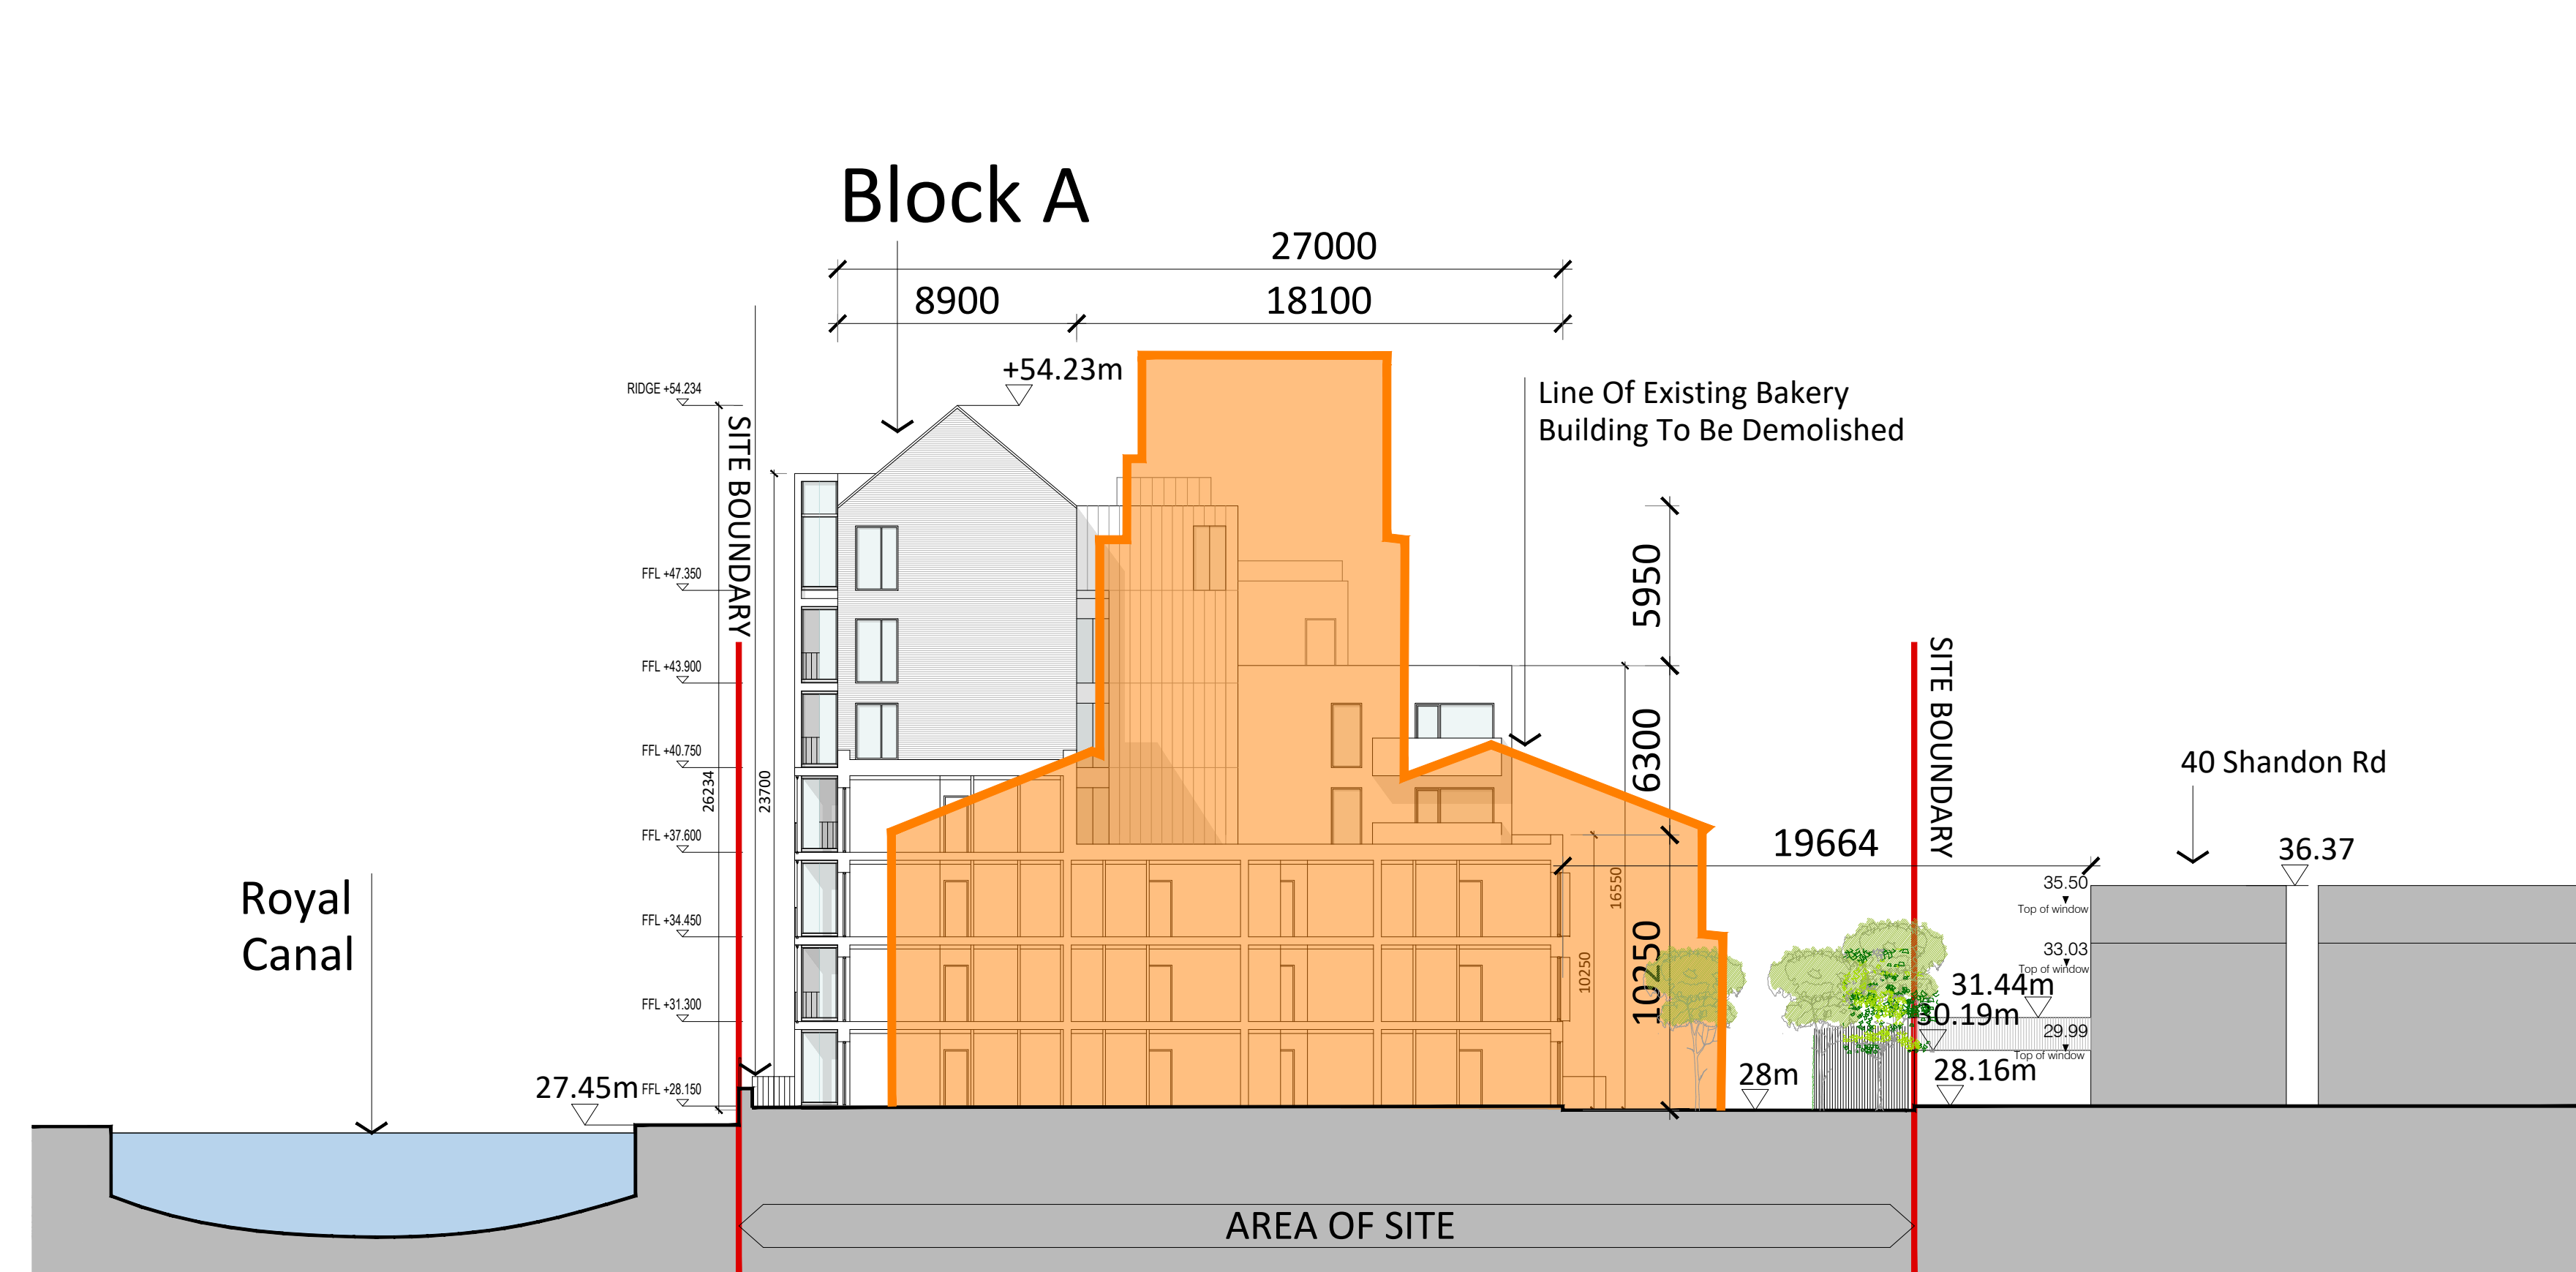 Block A
27000
8900
18100
+54.23m
RIDGE +54.234
Line Of Existing Bakery
Building To Be Demolished
SITE BOUNDARY
FFL +47.350
5950
FFL +43.900
SITE BOUNDARY
6300
FFL +40.750
40 Shandon Rd
26234
23700
FFL +37.600
19664
36.37
Royal
Canal
16550
35.50
Top of window
FFL +34.450
33.03
Top of window
10250
10250
31.44m
FFL +31.300
30.19m
29.99
Top of window
27.45m
FFL +28.150
28m
28.16m
AREA OF SITE